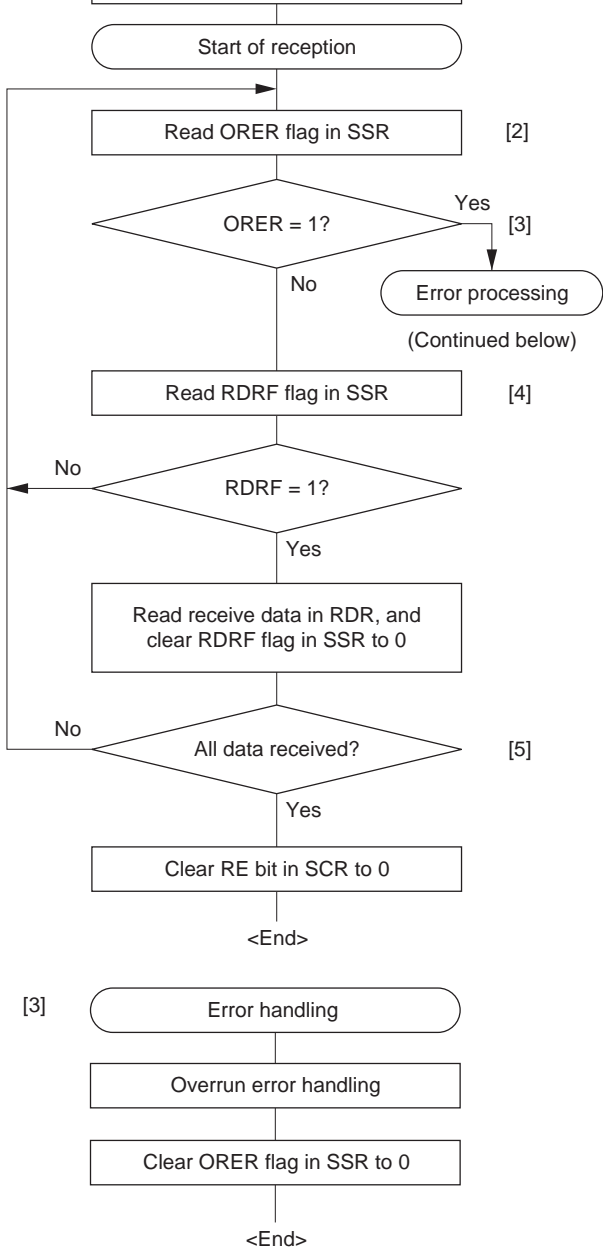 Start of reception
Read ORER flag in SSR
[2]
ORER = 1?
Yes
[3]
No
Error processing
(Continued below)
Read RDRF flag in SSR
[4]
No
RDRF = 1?
Yes
Read receive data in RDR, and
clear RDRF flag in SSR to 0
No
All data received?
[5]
Yes
Clear RE bit in SCR to 0
<End>
[3]
Error handling
Overrun error handling
Clear ORER flag in SSR to 0
<End>